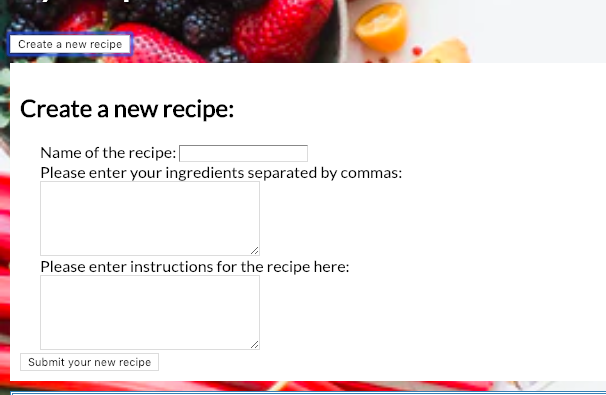 Create a new recipe
Create a new recipe:
Name of the recipe:
Please enter your ingredients separated by commas:
Please enter instructions for the recipe here:
Submit your new recipe